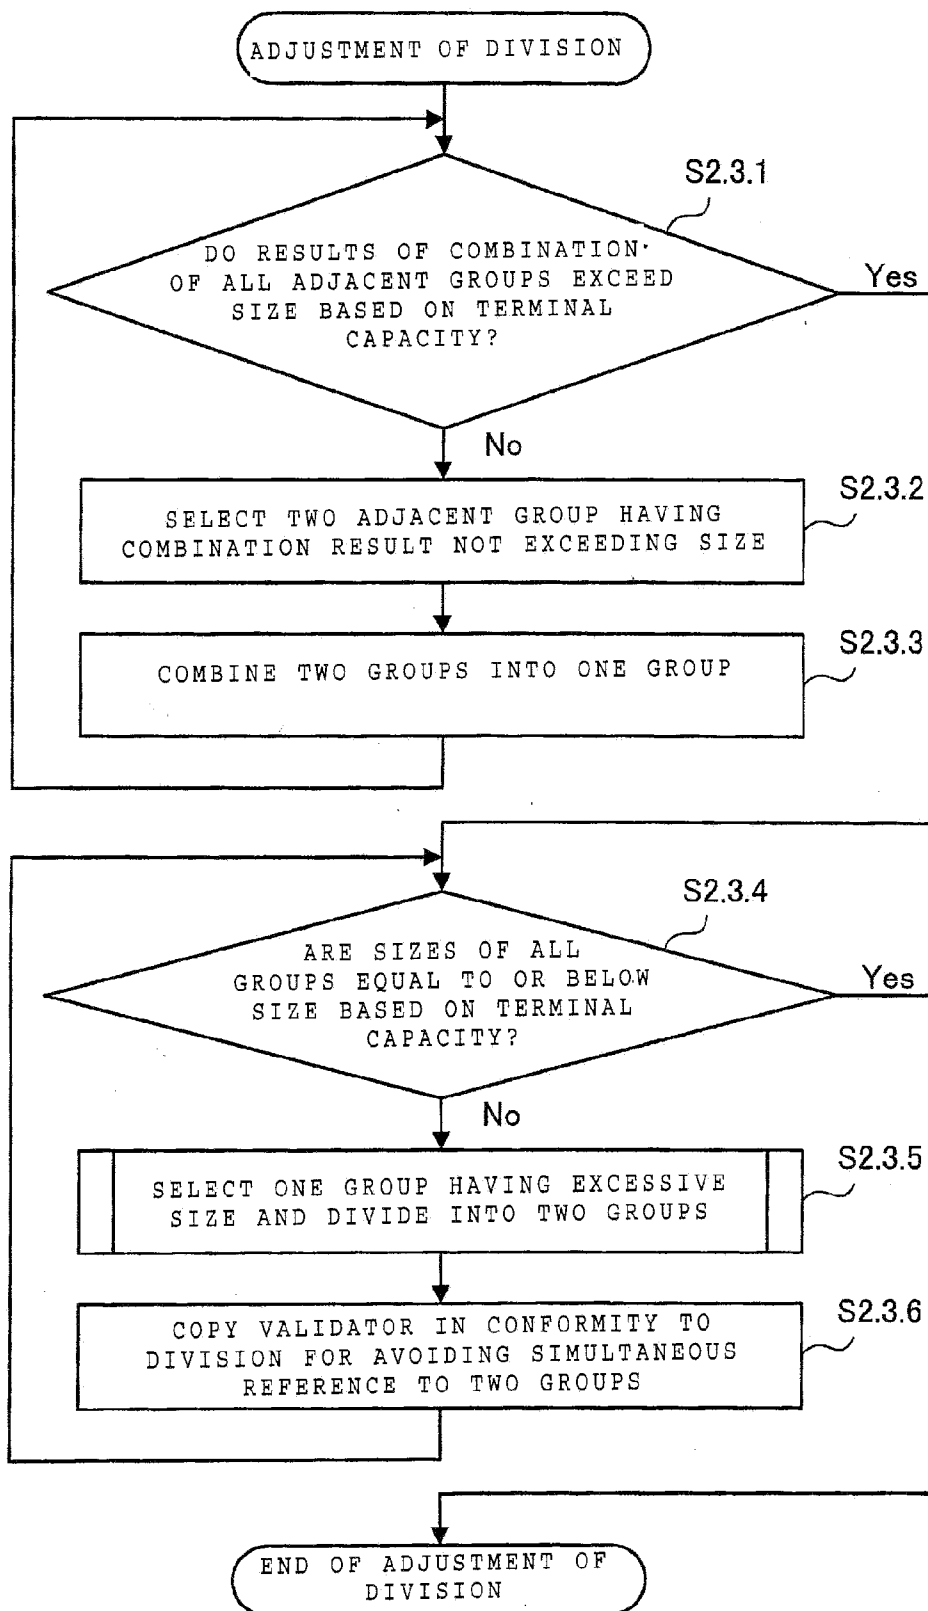 ADJUSTMENT OF DIVISION
S2.3.1
DO RESULTS OF COMBINATION
OF ALL ADJACENT GROUPS EXCEED
SIZE BASED ON TERMINAL
CAPACITY?
Yes
No
S2.3.2
SELECT TWO ADJACENT GROUP HAVING
COMBINATION RESULT NOT EXCEEDING SIZE
S2.3.3
COMBINE TWO GROUPS INTO ONE GROUP
S2.3.4
ARE SIZES OF ALL
GROUPS EQUAL TO OR BELOW
SIZE BASED ON TERMINAL
CAPACITY?
Yes
No
S2.3.5
SELECT ONE GROUP HAVING EXCESSIVE
SIZE AND DIVIDE INTO TWO GROUPS
S2.3.6
COPY VALIDATOR IN CONFORMITY TO
DIVISION FOR AVOIDING SIMULTANEOUS
REFERENCE TO TWO GROUPS
END OF ADJUSTMENT OF
DIVISION